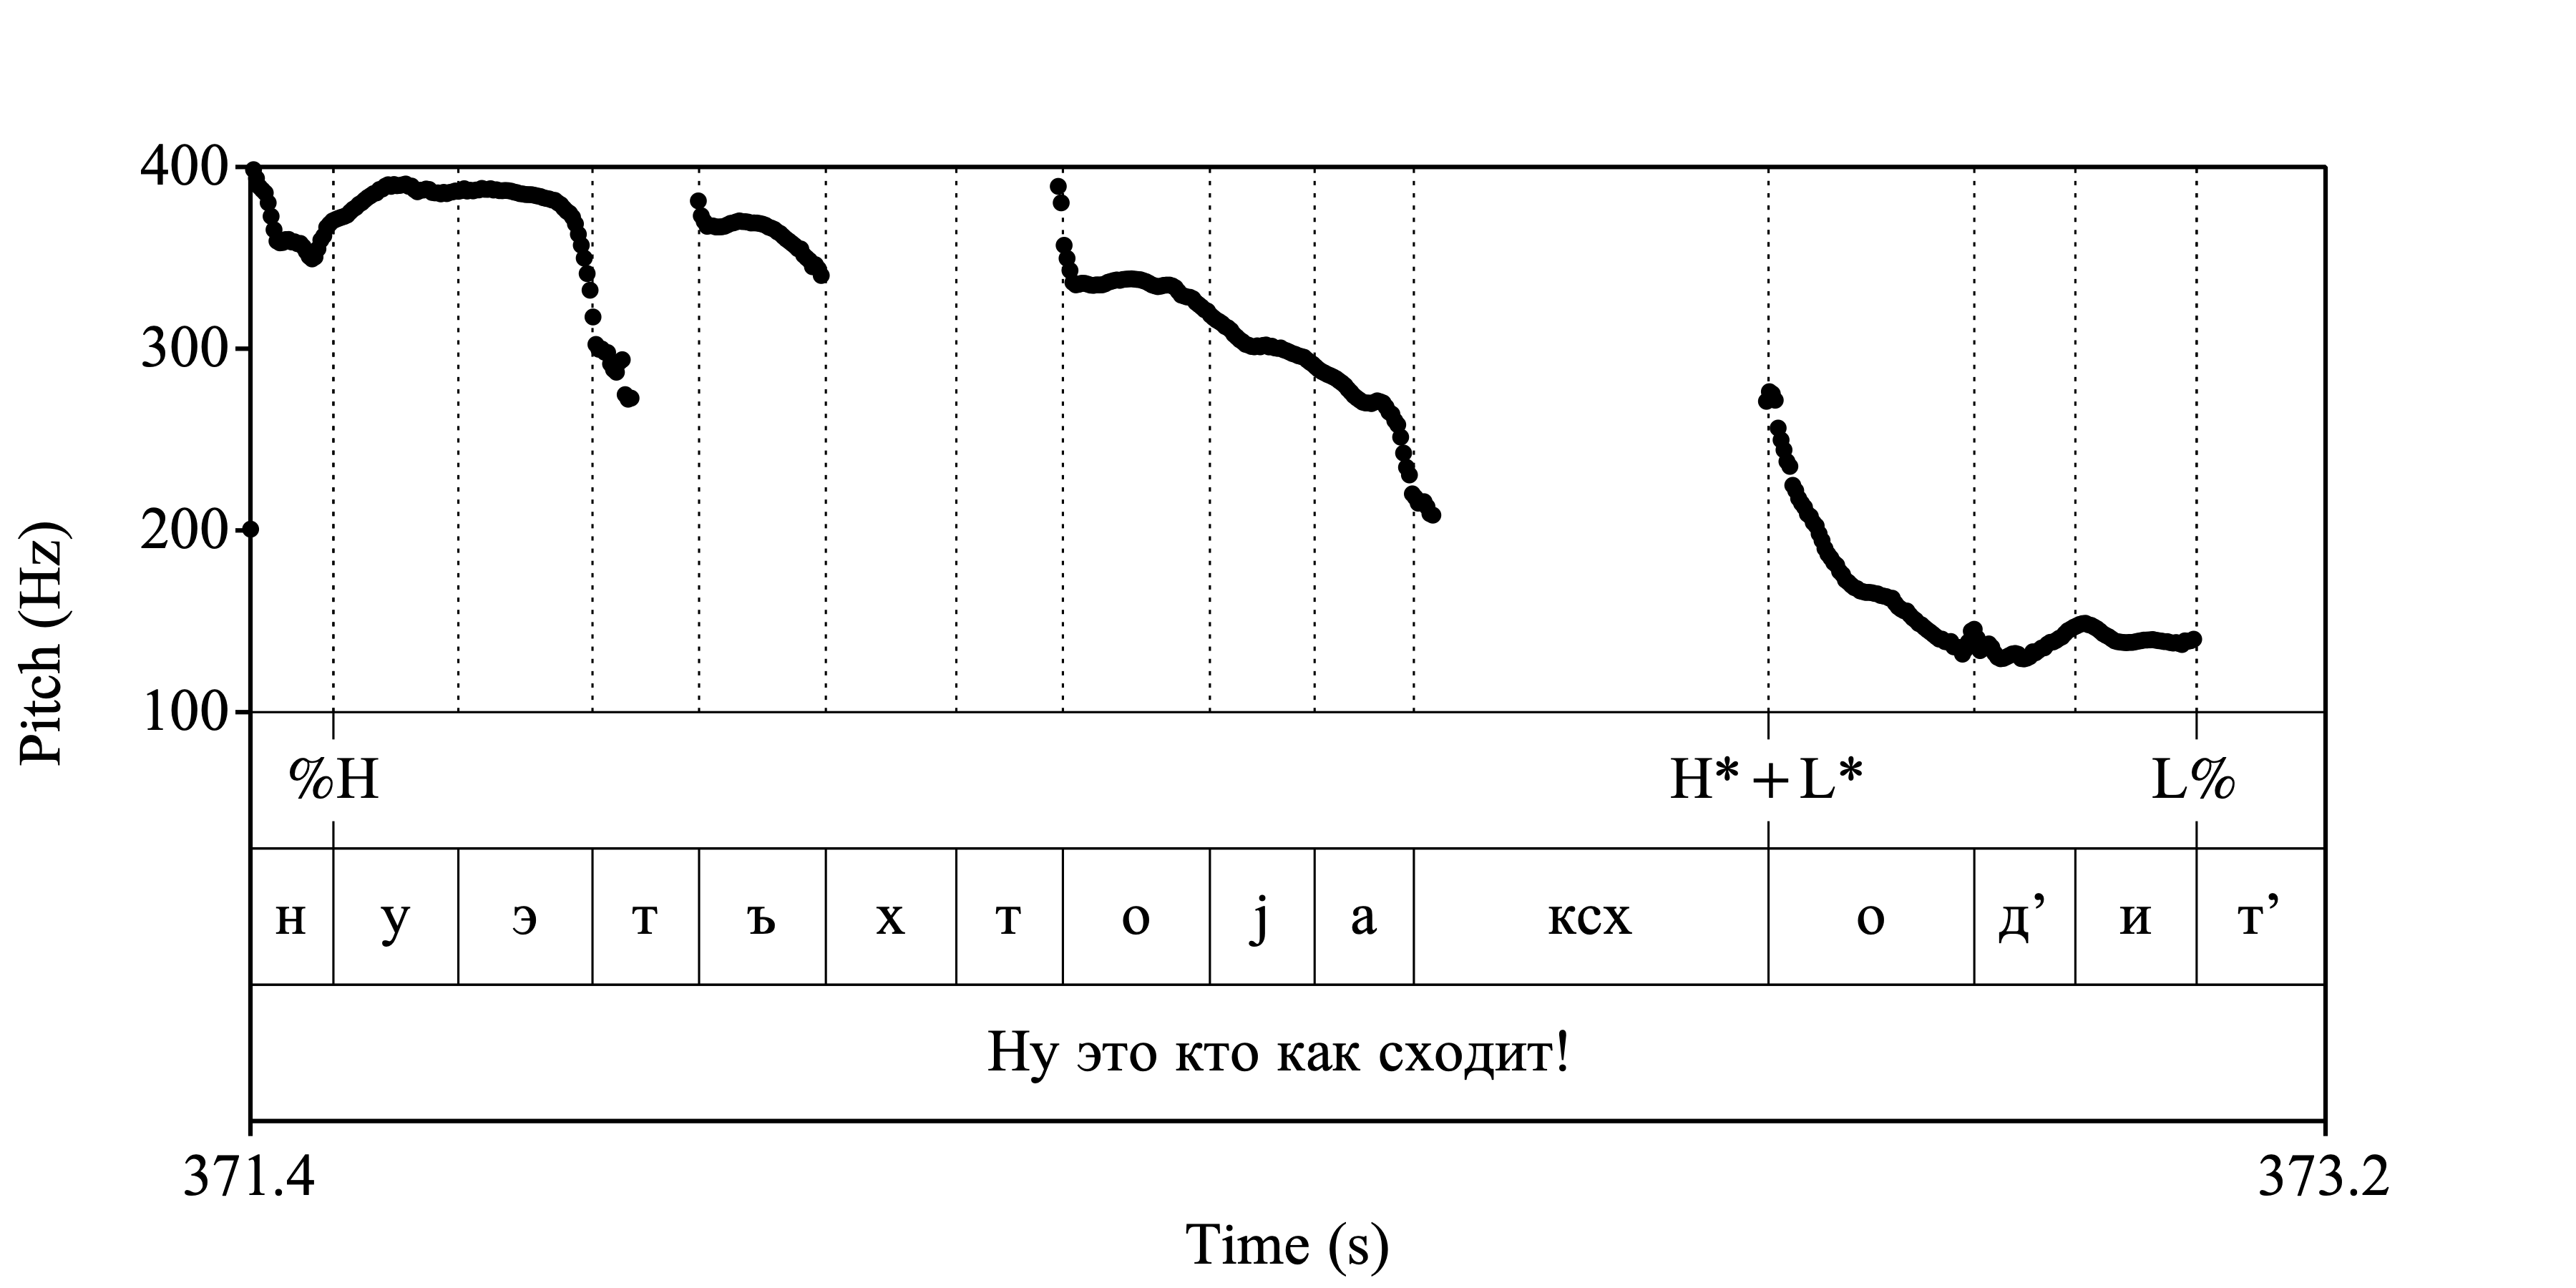 400
300
200
100
Pitch (Hz)
%H H*+L* L%
н у э т ъ х т о j а ксх о д’ и т’
Ну это кто как сходит!
371.4 373.2
Time (s)